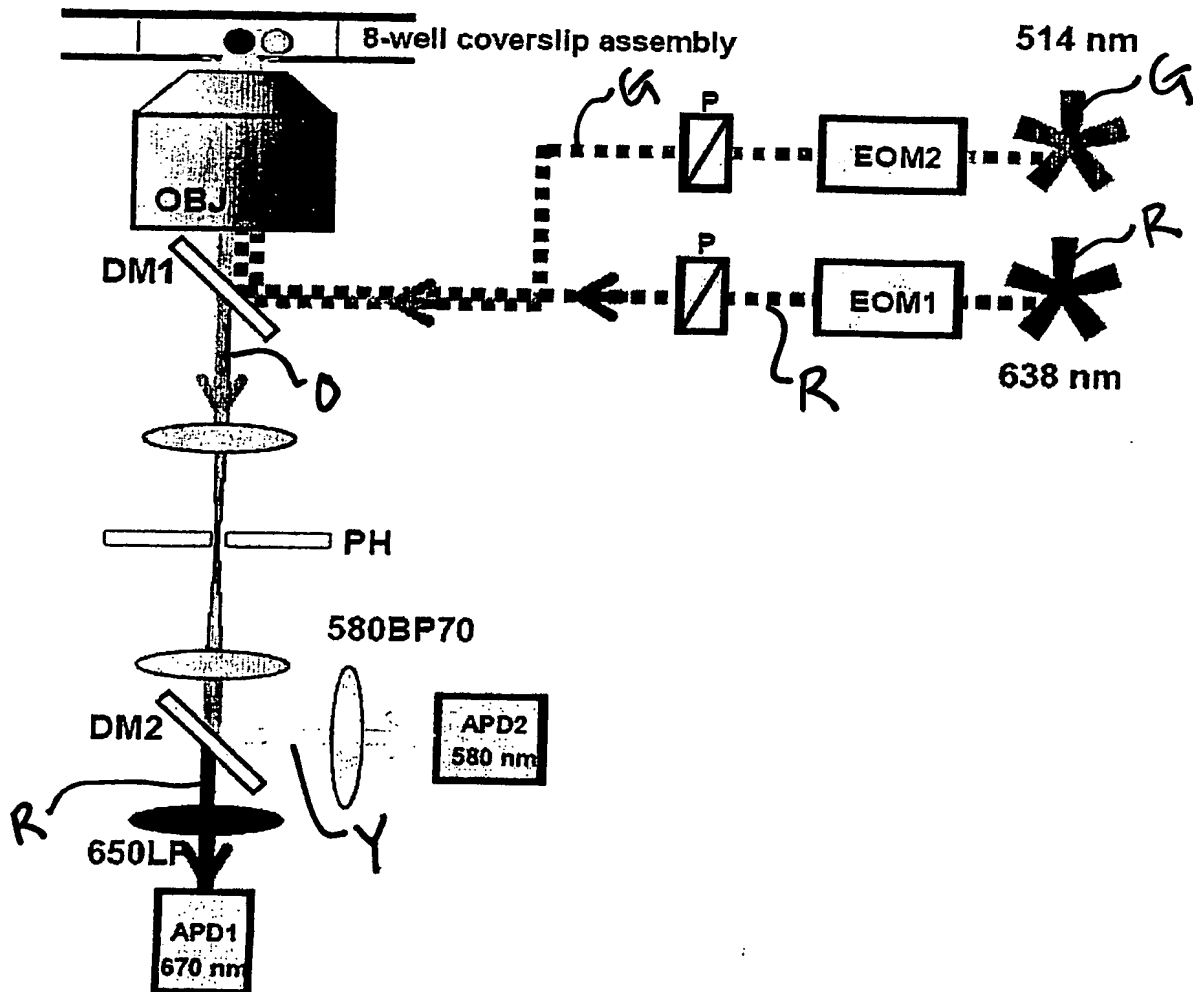 8-well coverslip assembly
514 nm
G
G
P
EOM2
OBJ
R
P
DM1
EOM1
R
638 nm
O
PH
580BP70
DM2
APD2
580 nm
R
Y
650LP
APD1
670 nm